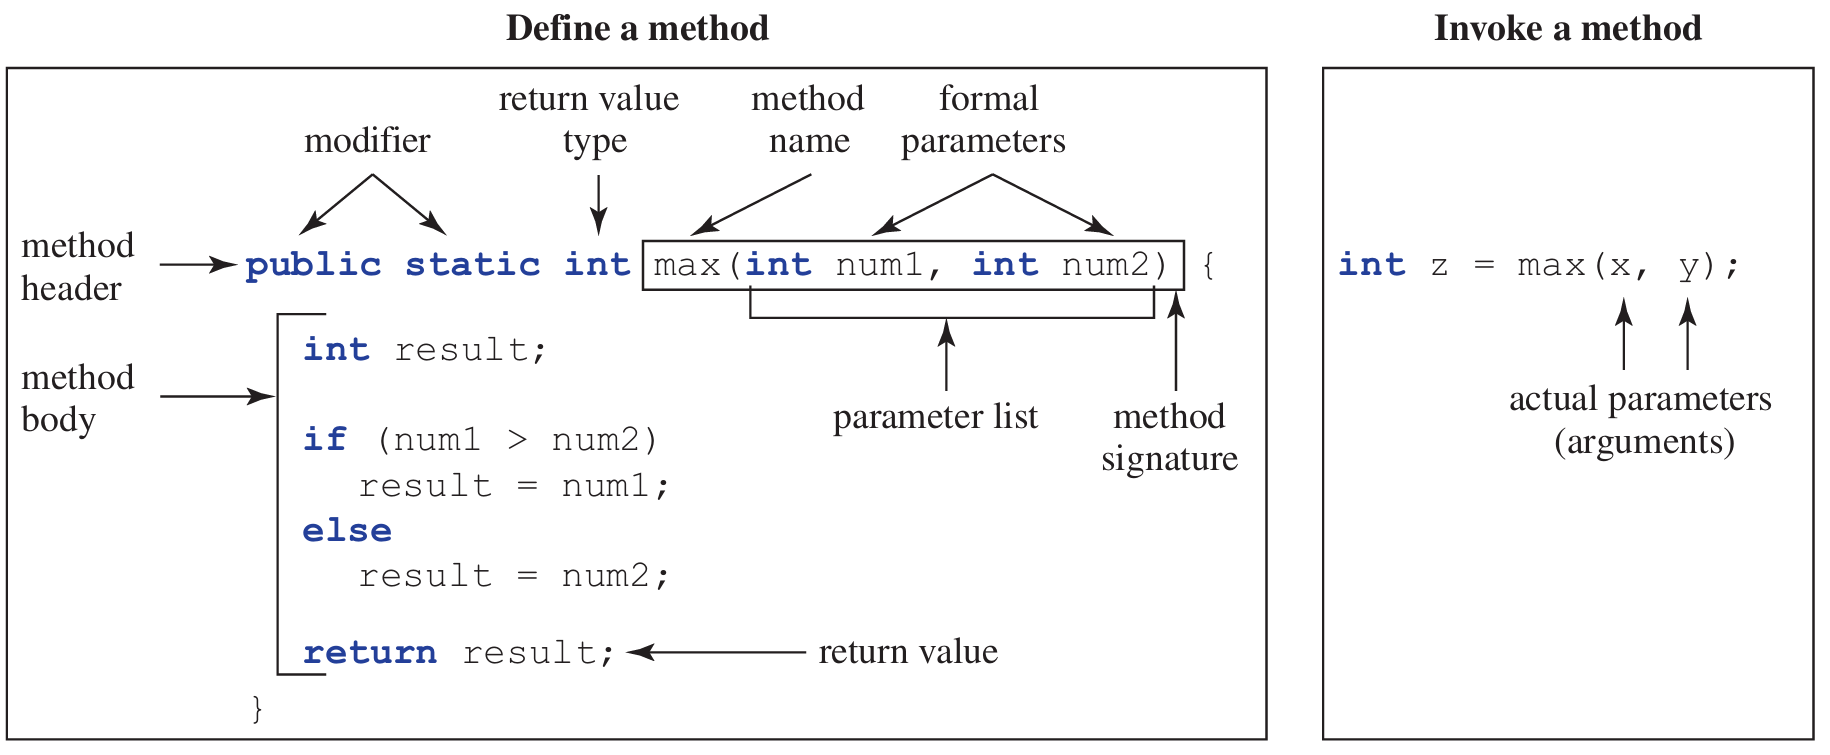 Define a method
Invoke a method
modifier
return value
type
method
name
formal
parameters
method
header
public static int max(int num1, int num2) {
method
body
int result;
if (num1 > num2)
result = num1;
else
result = num2;
return result;
return value
}
parameter list
method
signature
int z = max(x, y);
actual parameters
(arguments)